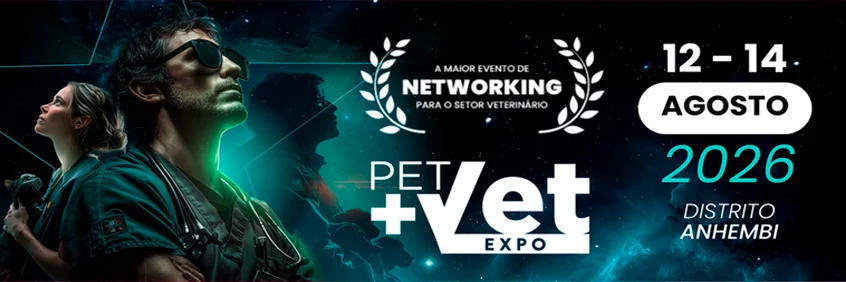 A MAIOR EVENTO DE
NETWORKING
PARA O SETOR VETERINÁRIO
PET
+Vet
EXPO
12 - 14
AGOSTO
2026
DISTRITO
ANHEMBI